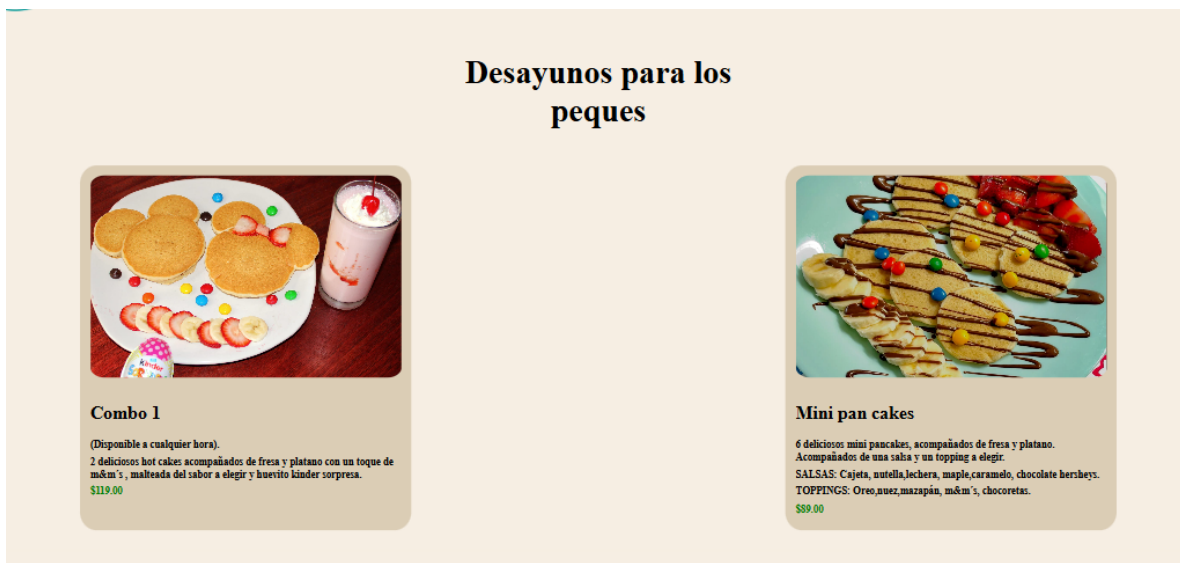 Desayunos para los
peques
kinder
Combo 1
(Disponible a cualquier hora).
2 deliciosos hot cakes acompañados de fresa y platano con un toque de
m&m´s , malteada del sabor a elegir y huevito kinder sorpresa.
$119.00
Mini pan cakes
6 deliciosos mini pancakes, acompañados de fresa y platano.
Acompañados de una salsa y un topping a elegir.
SALSAS: Cajeta, nutella,lechera, maple,caramelo, chocolate hersheys.
TOPPINGS: Oreo,nuez,mazapán, m&m´s, chocoretas.
$89.00